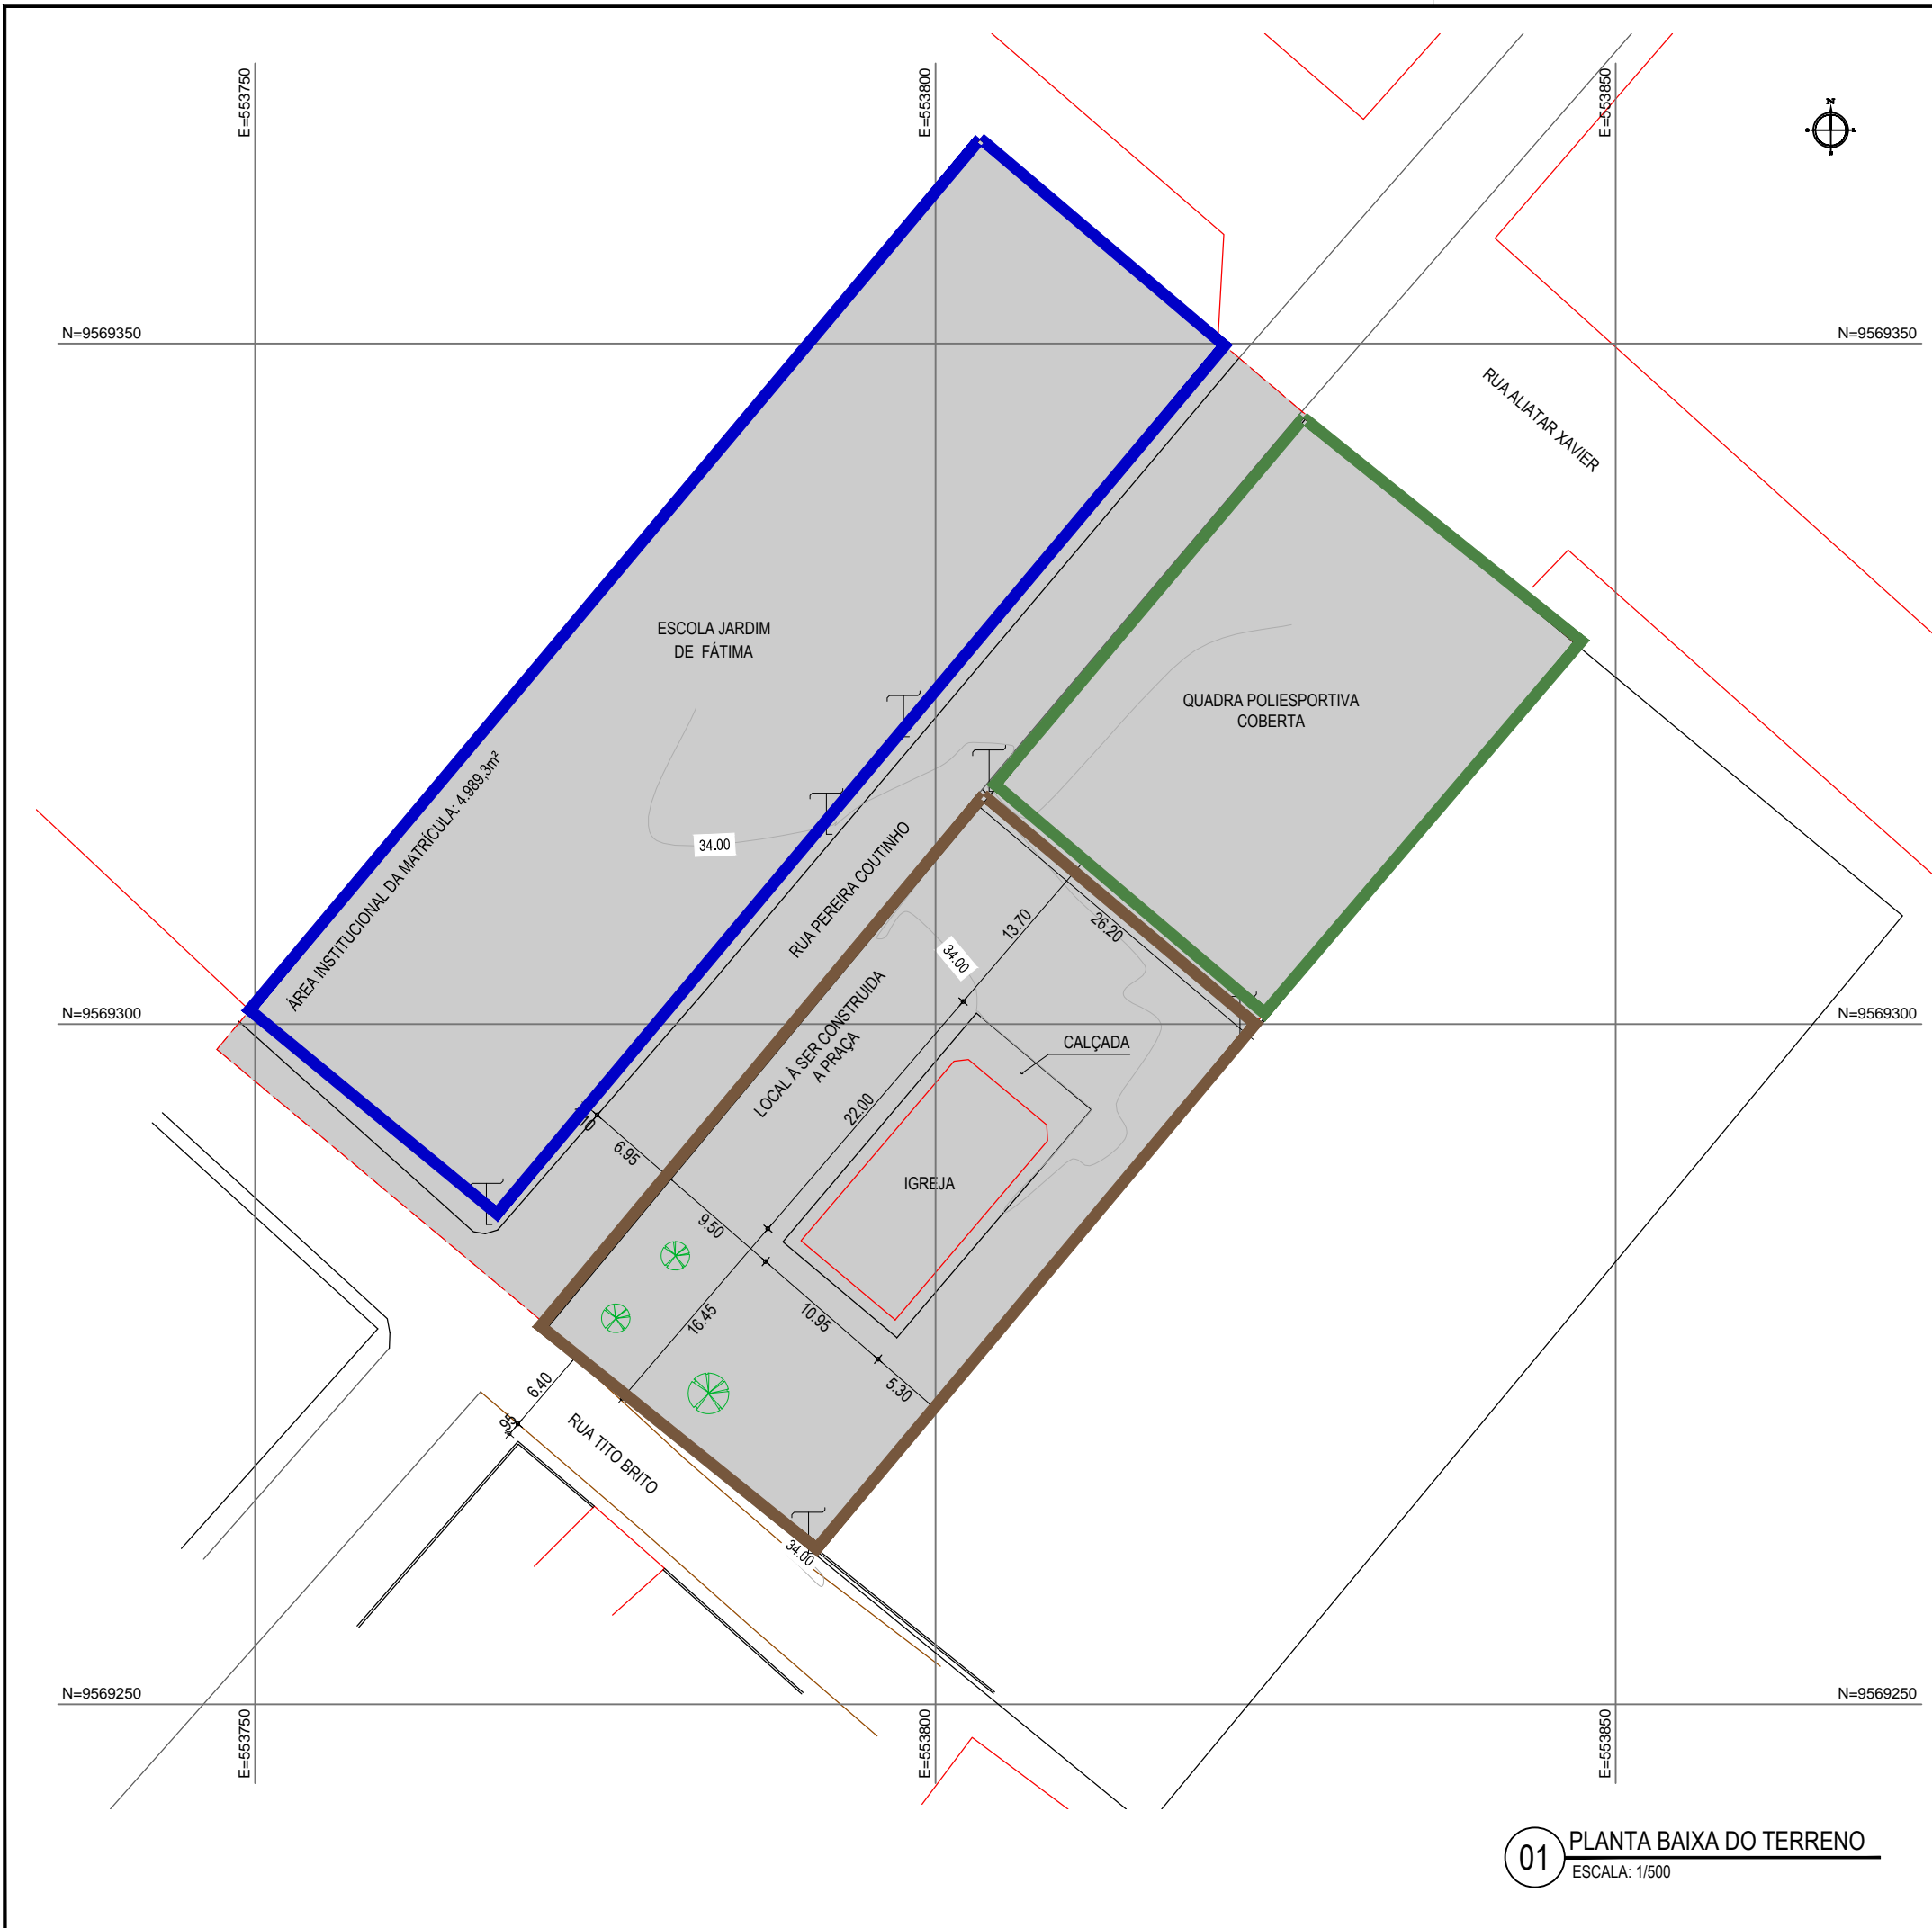 E=553750
E=553800
E=553850
N
N=9569350
N=9569350
RUA ALIATAR XAVIER
ESCOLA JARDIM
DE FÁTIMA
QUADRA POLIESPORTIVA
COBERTA
ÁREA INSTITUCIONAL DA MATRÍCULA: 4.989,3m²
34.00
RUA PEREIRA COUTINHO
13.70
26.20
34.00
N=9569300
N=9569300
LOCAL À SER CONSTRUIDA
A PRAÇA
CALÇADA
22.00
6.95
IGREJA
9.50
16.45
10.95
5.30
6.40
.95
RUA TITO BRITO
34.00
N=9569250
N=9569250
E=553750
E=553800
E=553850
01
PLANTA BAIXA DO TERRENO
ESCALA: 1/500